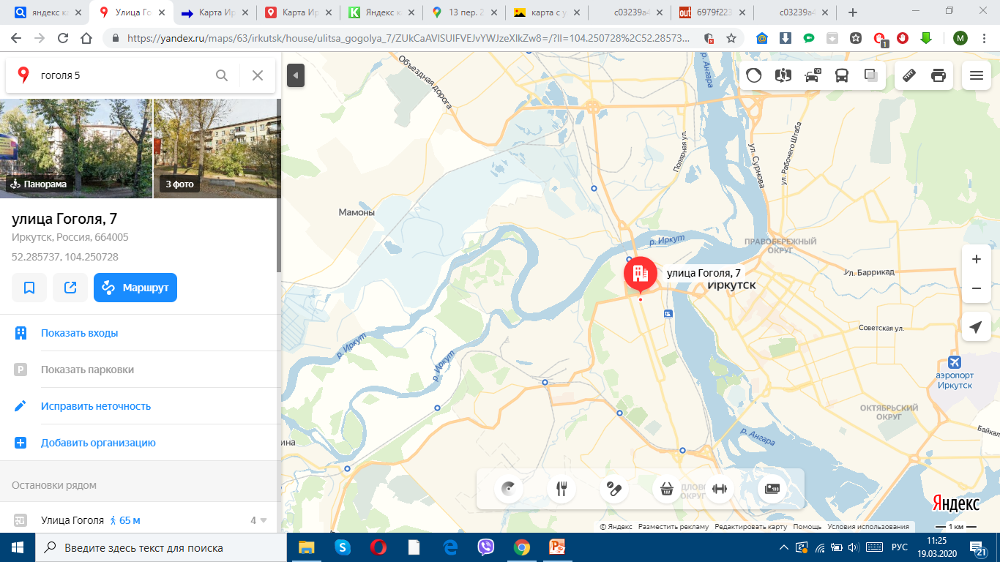 яндекс ка
Улица Го
Карта Ир
Карта Ир
Яндекс к
13 пер. 2
карта с у
c03239a4
out
6979f223
c03239a4
https://yandex.ru/maps/63/irkutsk/house/ulitsa_gogolya_7/ZUkCaAVISUIFVEJvYWJzeXlkZw8=/?ll=104.250728%2C52.28573...
1
M
гоголя 5
Панорама
3 фото
улица Гоголя, 7
Иркутск, Россия, 664005
52.285737, 104.250728
Маршрут
Показать входы
Показать парковки
Исправить неточность
Добавить организацию
Остановки рядом
Улица Гоголя 65 м
4
Объездная дорога
р. Ангара
Полярная ул.
ул. Сурнова
ул. Рабочего Штаба
Мамоны
р. Иркут
ПРАВОБЕРЕЖНЫЙ
ОКРУГ
улица Гоголя, 7
Иркутск
ул. Баррикад
Советская ул.
р. Иркут
р. Иркут
аэропорт
Иркутск
ОКТЯБРЬСКИЙ
ОКРУГ
р. Ангара
Байкал
ина
ДЛОВ
ОКРУГ
100
Яндекс
© Яндекс Разместить рекламу Редактировать карту Помощь Условия использования
1 км
Введите здесь текст для поиска
РУС
11:25
19.03.2020
21